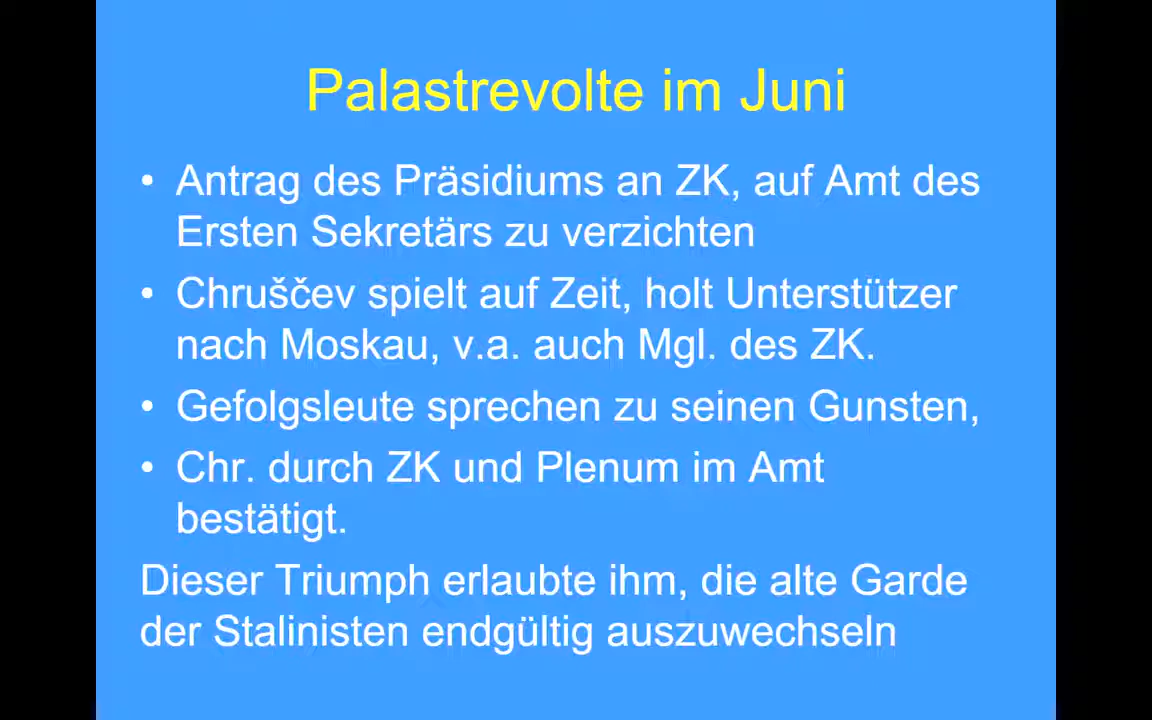 Palastrevolte im Juni
• Antrag des Präsidiums an ZK, auf Amt des
Ersten Sekretärs zu verzichten
• Chruščev spielt auf Zeit, holt Unterstützer
nach Moskau, v.a. auch Mgl. des ZK.
• Gefolgsleute sprechen zu seinen Gunsten,
• Chr. durch ZK und Plenum im Amt
bestätigt.
Dieser Triumph erlaubte ihm, die alte Garde
der Stalinisten endgültig auszuwechseln